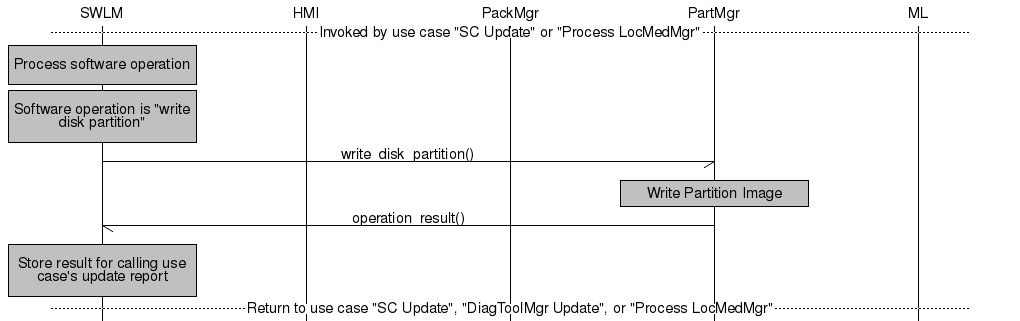 SWLM HMI PackMgr PartMgr ML
Invoked by use case "SC Update" or "Process LocMedMgr"
Process software operation
Software operation is "write
disk partition"
write_disk_partition()
Write Partition Image
operation_result()
Store result for calling use
case's update report
Return to use case "SC Update", "DiagToolMgr Update", or "Process LocMedMgr"